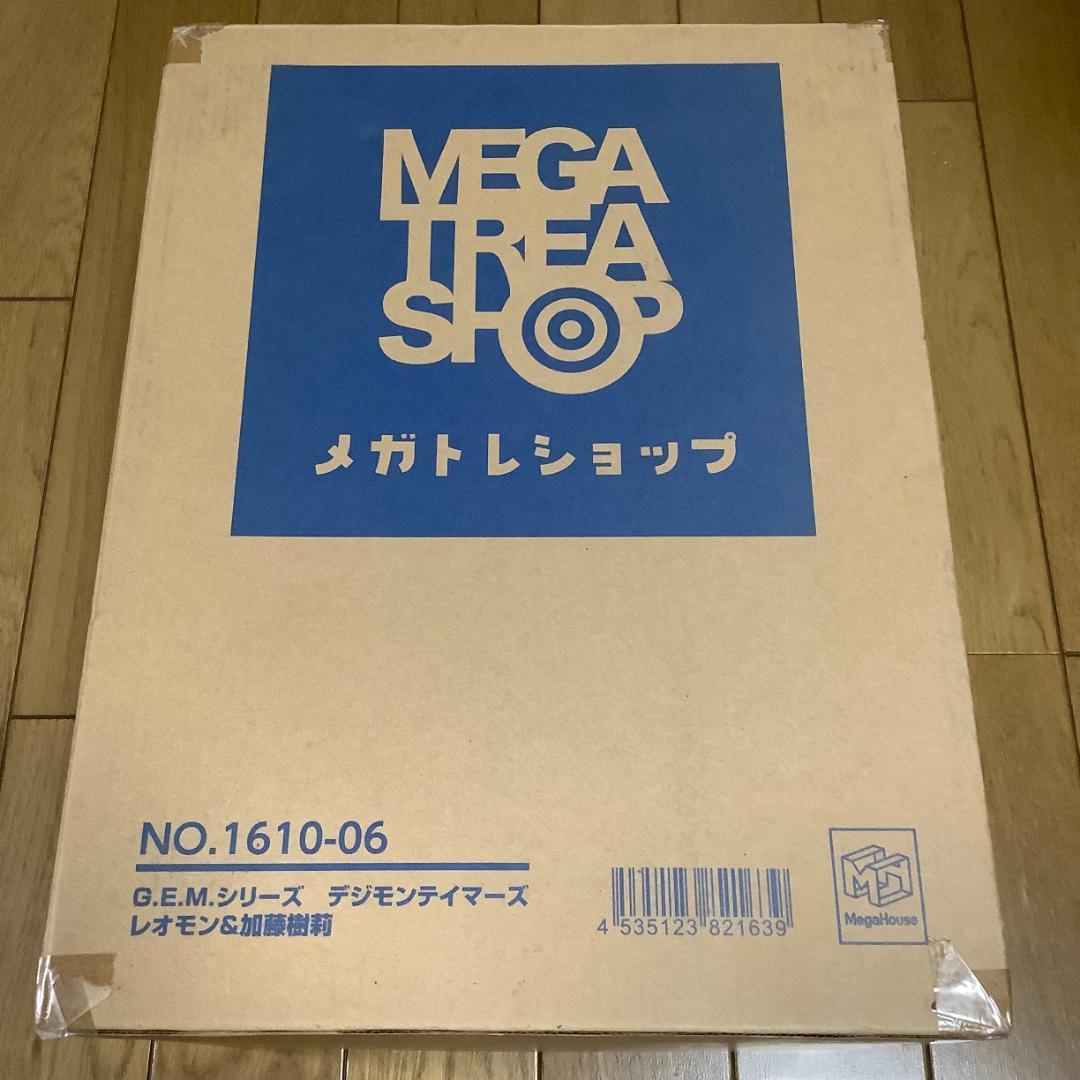 MEGA
TREA
SHOP
メガトレショップ
NO.1610-06
G.E.M.シリーズ　デジモンテイマーズ
レオモン&加藤樹莉
4 535123 821639
MegaHouse